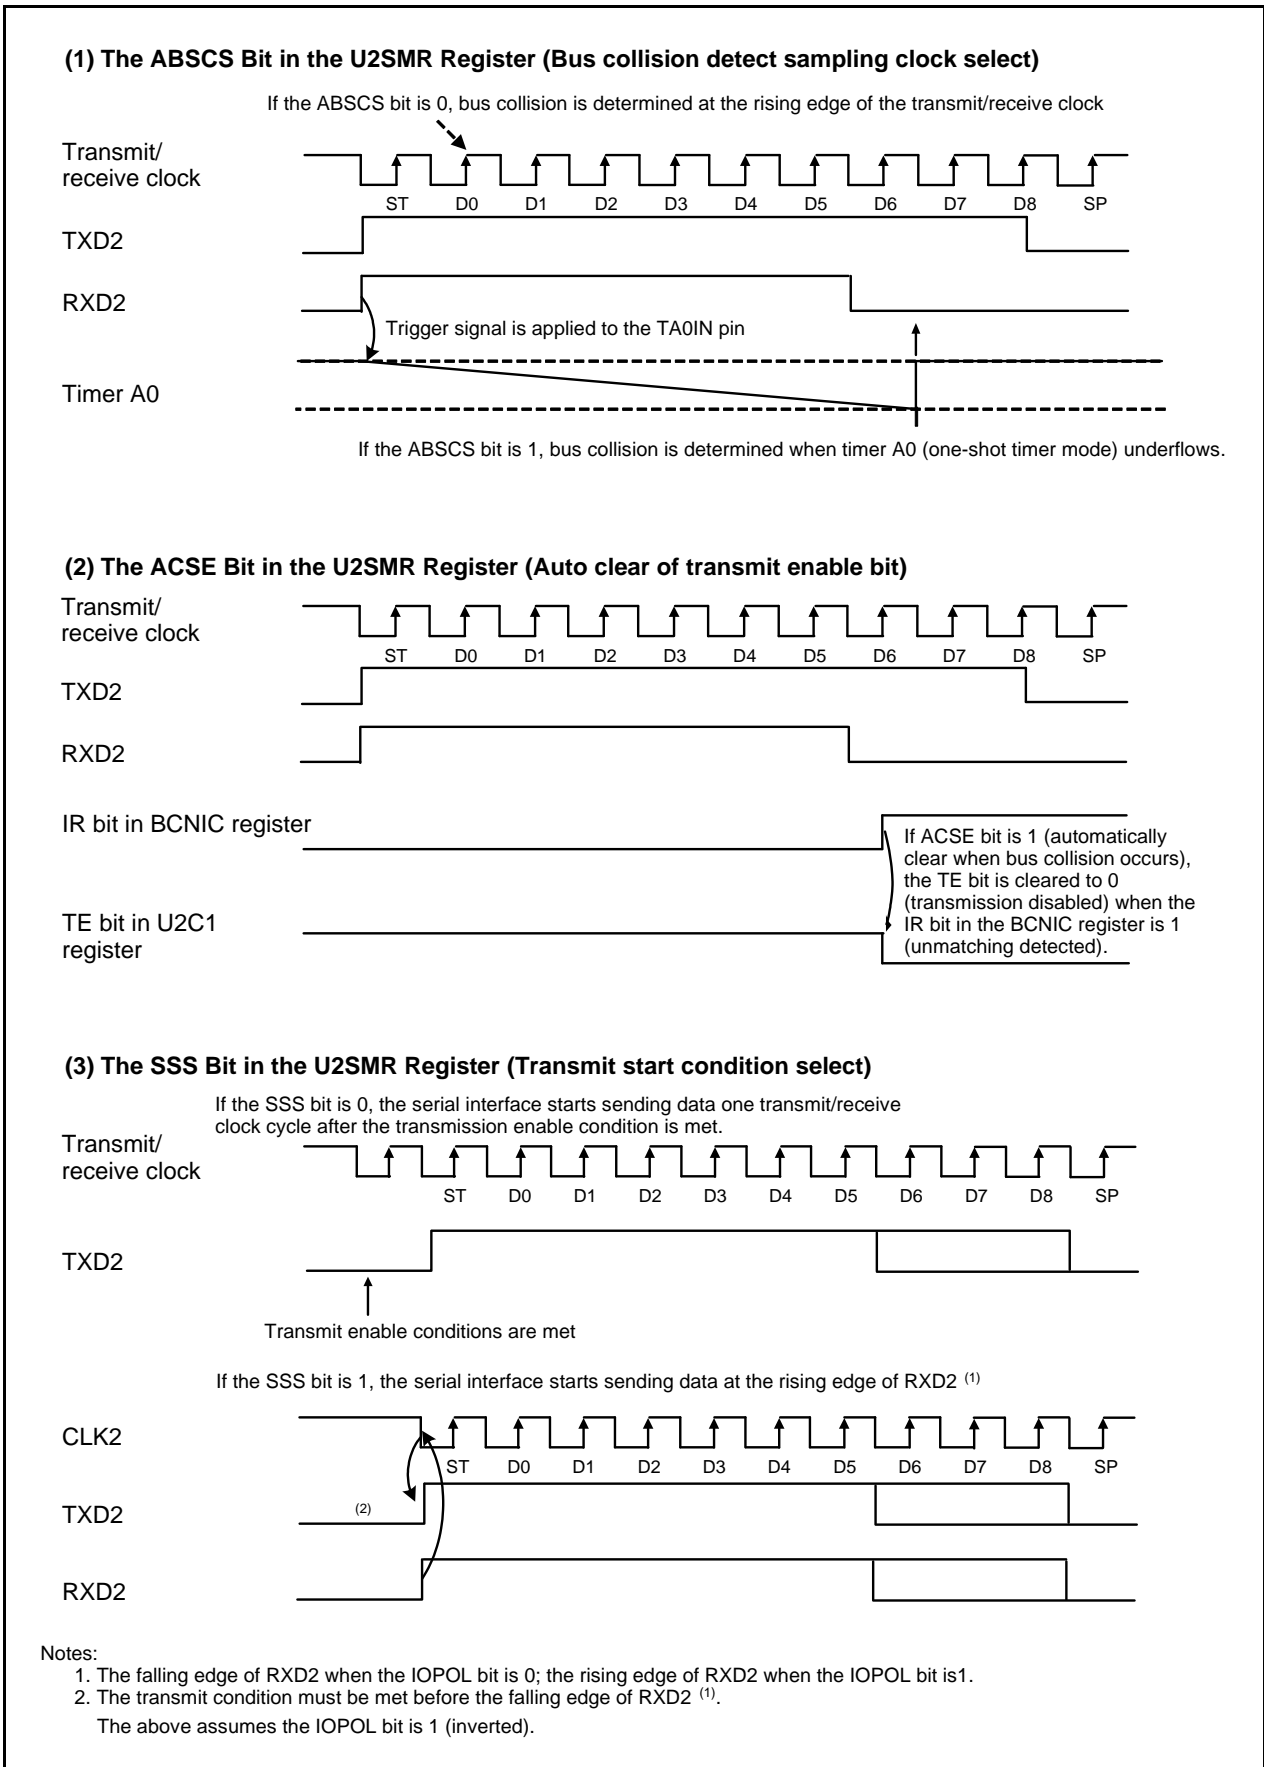 (1) The ABSCS Bit in the U2SMR Register (Bus collision detect sampling clock select)
If the ABSCS bit is 0, bus collision is determined at the rising edge of the transmit/receive clock
Transmit/
receive clock
ST D0 D1 D2 D3 D4 D5 D6 D7 D8 SP
TXD2
RXD2
Trigger signal is applied to the TA0IN pin
Timer A0
If the ABSCS bit is 1, bus collision is determined when timer A0 (one-shot timer mode) underflows.
(2) The ACSE Bit in the U2SMR Register (Auto clear of transmit enable bit)
Transmit/
receive clock
ST D0 D1 D2 D3 D4 D5 D6 D7 D8 SP
TXD2
RXD2
IR bit in BCNIC register
If ACSE bit is 1 (automatically
clear when bus collision occurs),
the TE bit is cleared to 0
(transmission disabled) when the
IR bit in the BCNIC register is 1
(unmatching detected).
TE bit in U2C1
register
(3) The SSS Bit in the U2SMR Register (Transmit start condition select)
If the SSS bit is 0, the serial interface starts sending data one transmit/receive
clock cycle after the transmission enable condition is met.
Transmit/
receive clock
ST D0 D1 D2 D3 D4 D5 D6 D7 D8 SP
TXD2
Transmit enable conditions are met
If the SSS bit is 1, the serial interface starts sending data at the rising edge of RXD2 (1)
CLK2
ST D0 D1 D2 D3 D4 D5 D6 D7 D8 SP
TXD2 (2)
RXD2
Notes:
1. The falling edge of RXD2 when the IOPOL bit is 0; the rising edge of RXD2 when the IOPOL bit is1.
2. The transmit condition must be met before the falling edge of RXD2 (1).
The above assumes the IOPOL bit is 1 (inverted).